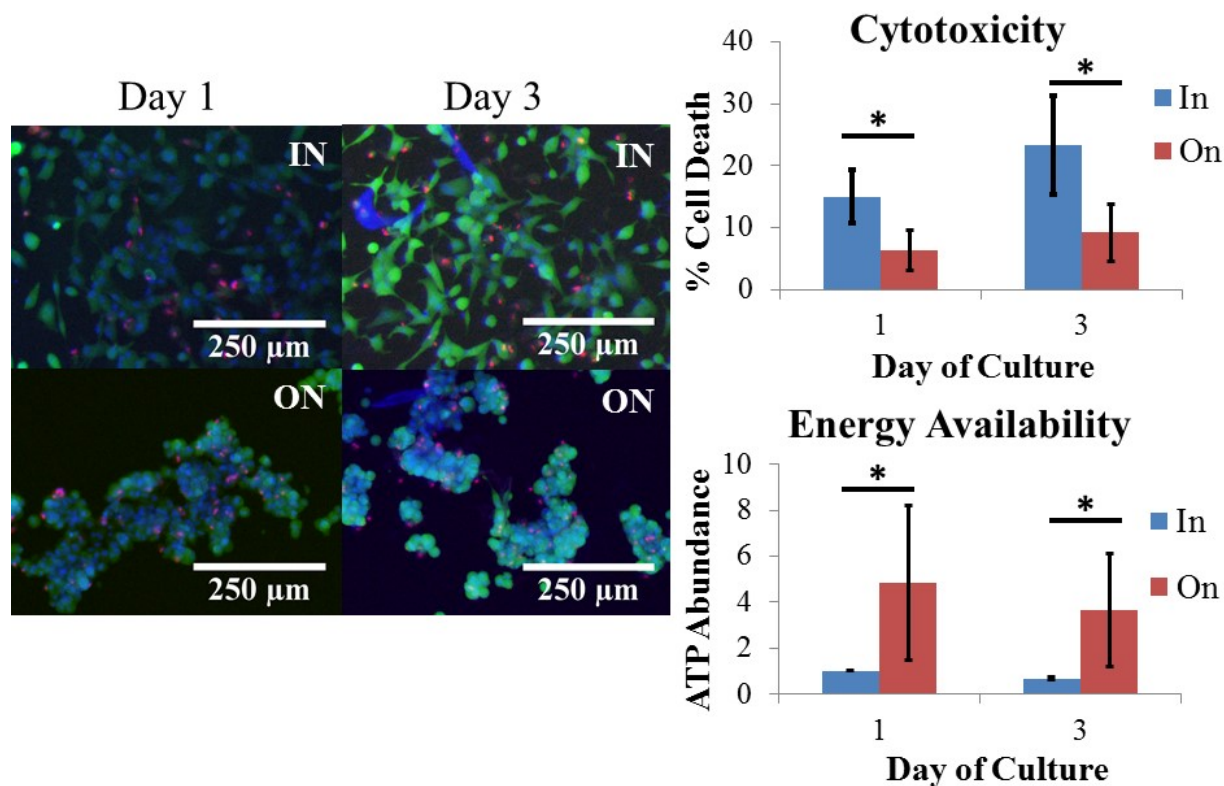 Day 1
Day 3
IN
250 µm
IN
250 µm
ON
250 µm
ON
250 µm
Cytotoxicity
% Cell Death
40
30
20
10
0
*
*
In
On
1
3
Day of Culture
Energy Availability
ATP Abundance
10
8
6
4
2
0
*
*
In
On
1
3
Day of Culture